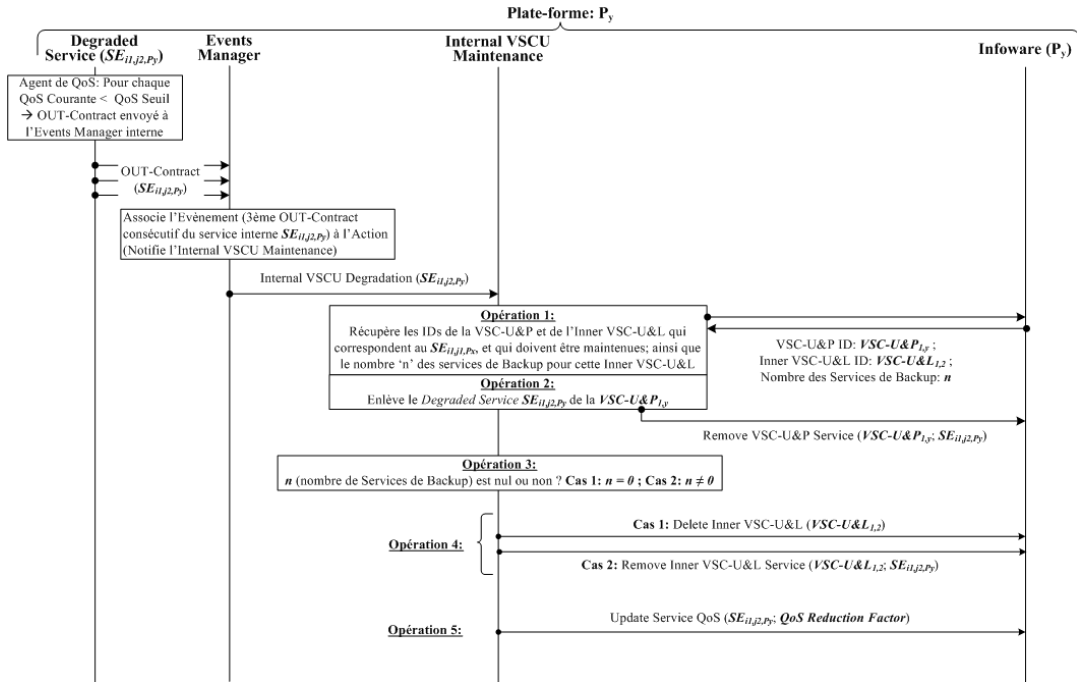 Plate-forme: Py
Degraded
Service (SEi1,j2,Py)
Events
Manager
Internal VSCU
Maintenance
Infoware (Py)
Agent de QoS: Pour chaque
QoS Courante < QoS Seuil
→ OUT-Contract envoyé à
l’Events Manager interne
OUT-Contract
(SEi1,j2,Py)
Associe l’Evènement (3ème OUT-Contract
consécutif du service interne SEi1,j2,Py) à l’Action
(Notifie l’Internal VSCU Maintenance)
Internal VSCU Degradation (SEi1,j2,Py)
Opération 1:
Récupère les IDs de la VSC-U&P et de l’Inner VSC-U&L qui
correspondent au SEi1,j1,Px, et qui doivent être maintenues; ainsi que
le nombre ‘n’ des services de Backup pour cette Inner VSC-U&L
VSC-U&P ID: VSC-U&P1,y ;
Inner VSC-U&L ID: VSC-U&L1,2 ;
Nombre des Services de Backup: n
Opération 2:
Enlève le Degraded Service SEi1,j2,Py de la VSC-U&P1,y
Remove VSC-U&P Service (VSC-U&P1,y; SEi1,j2,Py)
Opération 3:
n (nombre de Services de Backup) est nul ou non ? Cas 1: n = 0 ; Cas 2: n ≠ 0
Opération 4:
Cas 1: Delete Inner VSC-U&L (VSC-U&L1,2)
Cas 2: Remove Inner VSC-U&L Service (VSC-U&L1,2; SEi1,j2,Py)
Opération 5:
Update Service QoS (SEi1,j2,Py; QoS Reduction Factor)